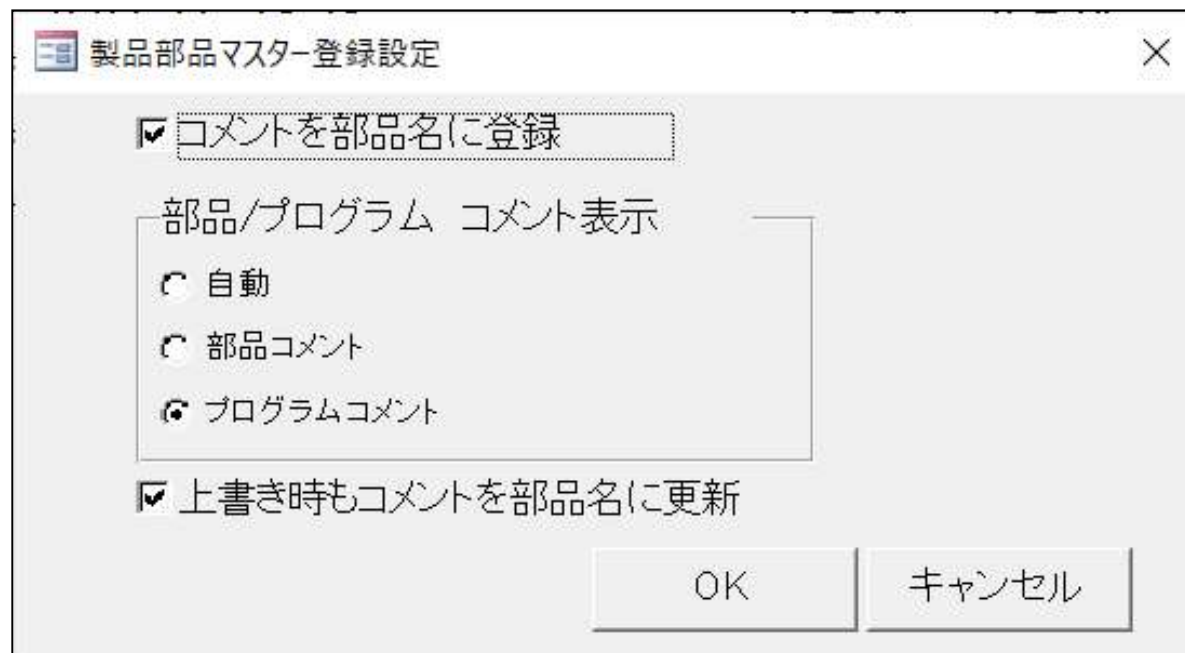 製品部品マスター登録設定
コメントを部品名に登録
部品/プログラム コメント表示
自動
部品コメント
プログラムコメント
上書き時もコメントを部品名に更新
OK キャンセル